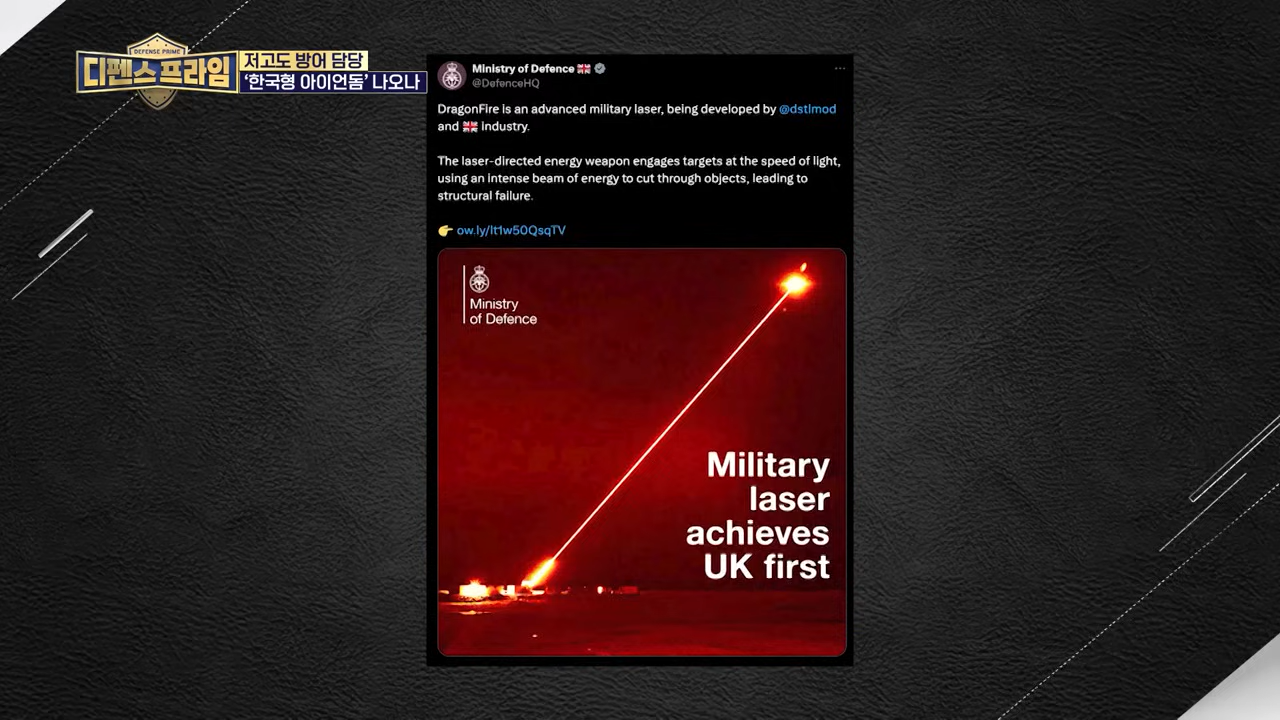 DEFENSE PRIME
디펜스프라임
저고도 방어 담당
‘한국형 아이언돔’ 나오나
Ministry of Defence 🇬🇧
@DefenceHQ
DragonFire is an advanced military laser, being developed by @dstlmod
and 🇬🇧 Industry.
The laser-directed energy weapon engages targets at the speed of light,
using an intense beam of energy to cut through objects, leading to
structural failure.
👉 ow.ly/It1w50QsqTV
Ministry
of Defence
Military
laser
achieves
UK first